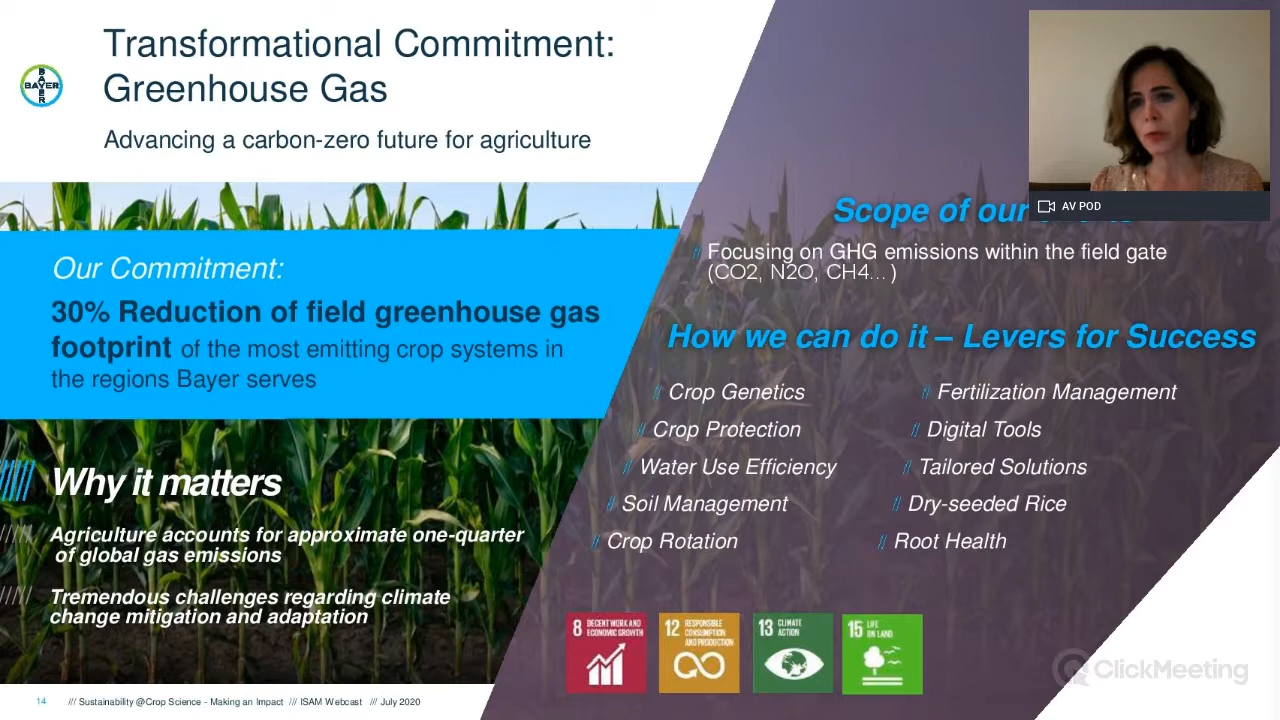 Transformational Commitment:
Greenhouse Gas
BAYER
BAYER
Advancing a carbon-zero future for agriculture
AV POD
Scope of our
Focusing on GHG emissions within the field gate
(CO2, N2O, CH4... )
Our Commitment:
30% Reduction of field greenhouse gas
footprint of the most emitting crop systems in
the regions Bayer serves
How we can do it – Levers for Success
Crop Genetics
Crop Protection
Water Use Efficiency
Soil Management
Crop Rotation
Fertilization Management
Digital Tools
Tailored Solutions
Dry-seeded Rice
Root Health
Why it matters
Agriculture accounts for approximate one-quarter
of global gas emissions
Tremendous challenges regarding climate
change mitigation and adaptation
8 DECENT WORK AND
ECONOMIC GROWTH
12 RESPONSIBLE
CONSUMPTION
AND PRODUCTION
13 CLIMATE
ACTION
15 LIFE
ON LAND
ClickMeeting
14 /// Sustainability @Crop Science - Making an Impact /// ISAM Webcast /// July 2020